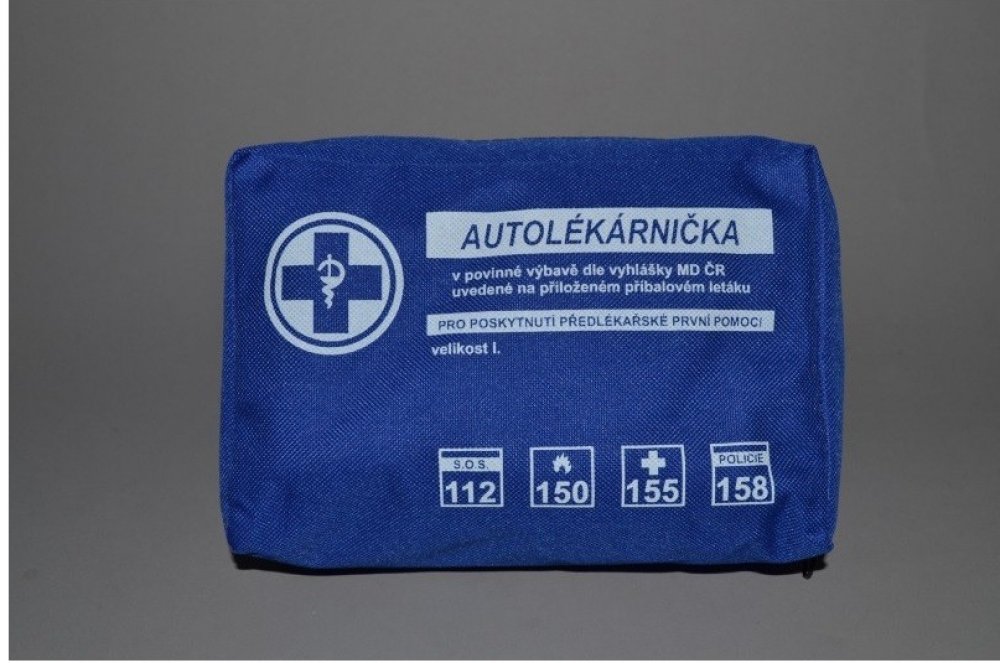 AUTOLÉKÁRNIČKA
v povinné výbavě dle vyhlášky MD ČR
uvedené na přiloženém příbalovém letáku
PRO POSKYTNUTÍ PŘEDLÉKAŘSKÉ PRVNÍ POMOCI
velikost I.
S.O.S. 
112
150
155
POLICIE
158